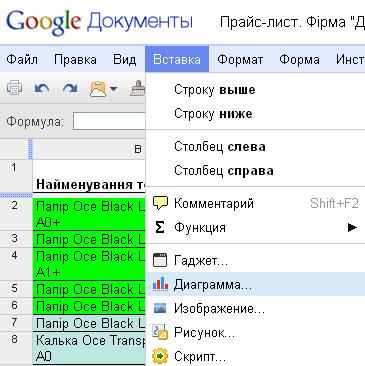 Google Документы
Прайс-лист. Фірма "Д
Файл Правка Вид Вставка Формат Форма Инст
Строку выше
Строку ниже
Формула:
Столбец слева
B
Столбец справа
1
Найменування т
Комментарий Shift+F2
2
Папір Oce Black L
A0+
Функция
3
Папір Oce Black L
4
Папір Oce Black L
A1+
Гаджет...
5
Папір Oce Black L
Диаграмма...
6
Папір Oce Black L
Изображение...
7
Папір Oce Black L
Рисунок...
8
Калька Oce Transp
A0
Скрипт...